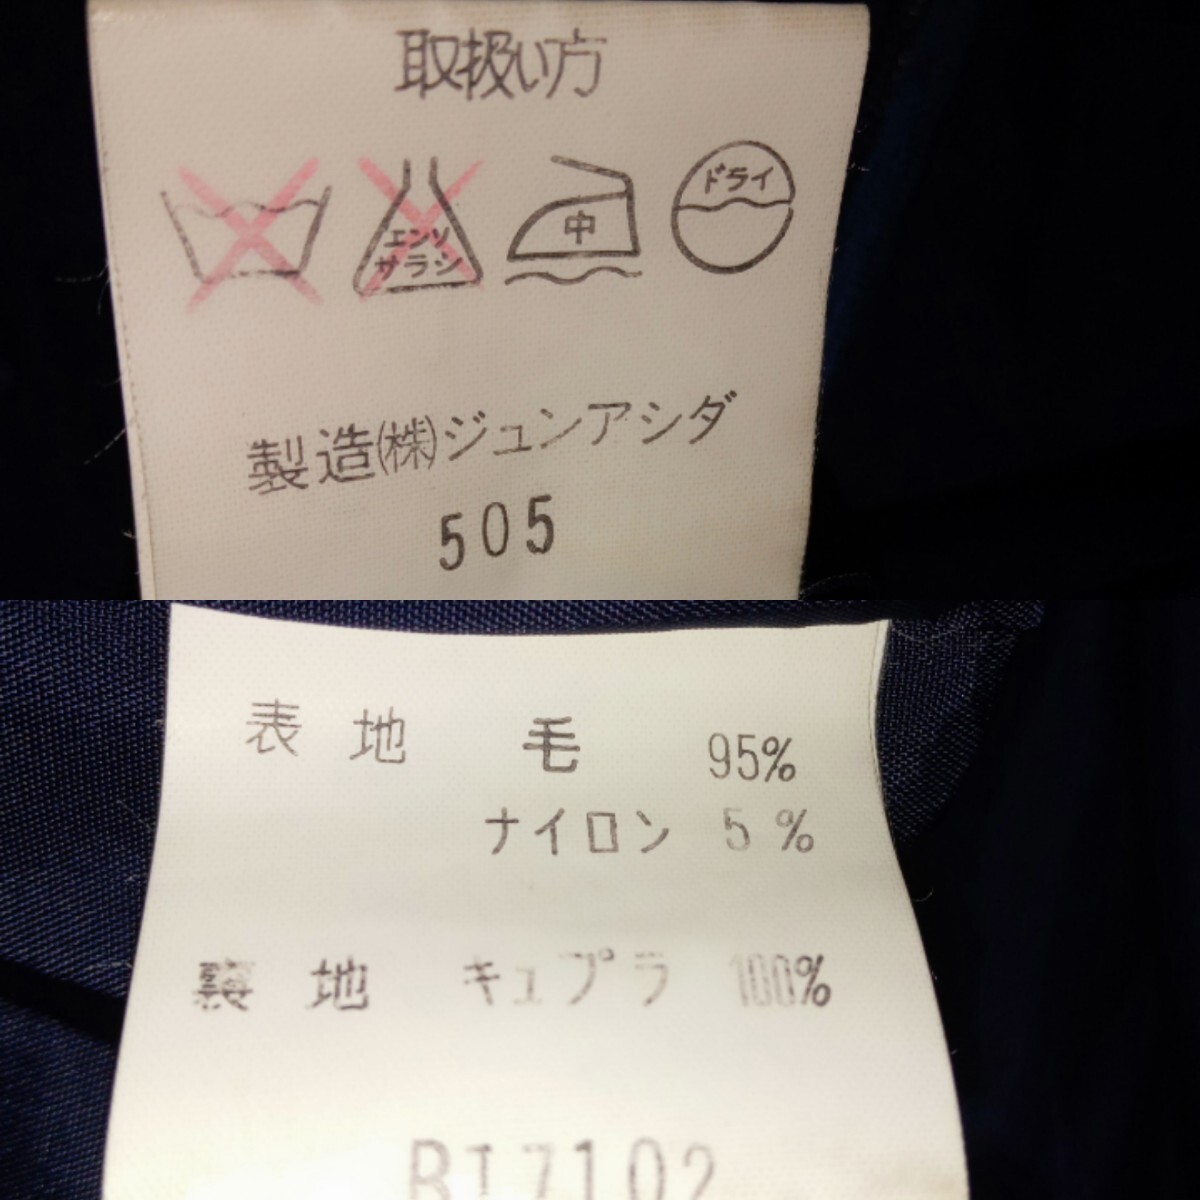 取扱い方
エンソ
サラシ
中
ドライ
製造㈱ジュンアシダ
505
表地 毛 95%
ナイロン 5%
裏地 キュプラ 100%